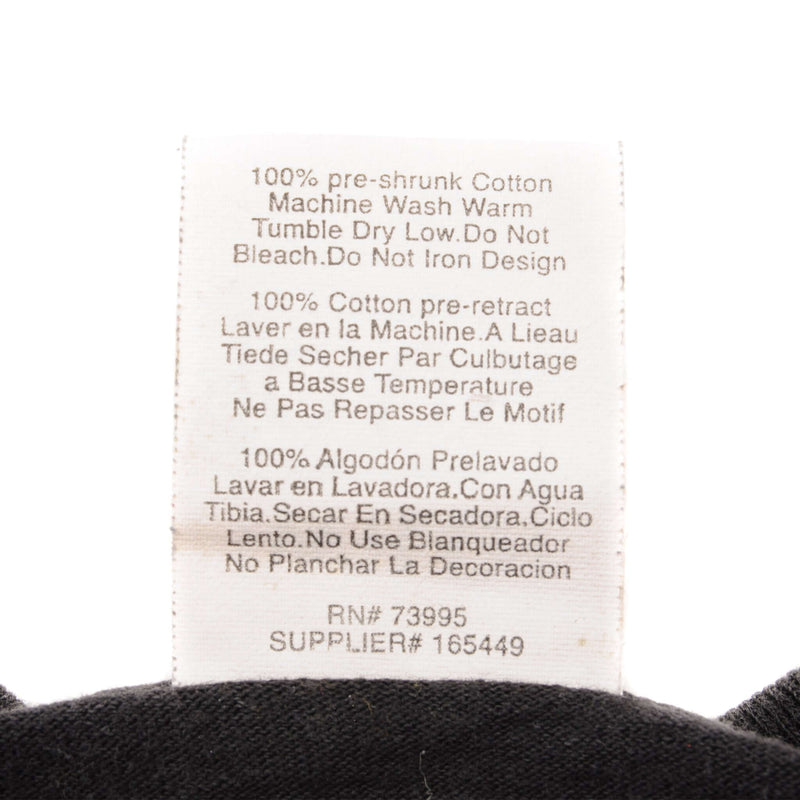 100% pre-shrunk Cotton
Machine Wash Warm
Tumble Dry Low.Do Not
Bleach.Do Not Iron Design
100% Cotton pre-retract
Laver en la Machine.A Lieau
Tiede Secher Par Culbutage
a Basse Temperature
Ne Pas Repasser Le Motif
100% Algodón Prelavado
Lavar en Lavadora.Con Agua
Tibia.Secar En Secadora.Ciclo
Lento.No Use Blanqueador
No Planchar La Decoracion
RN# 73995
SUPPLIER# 165449